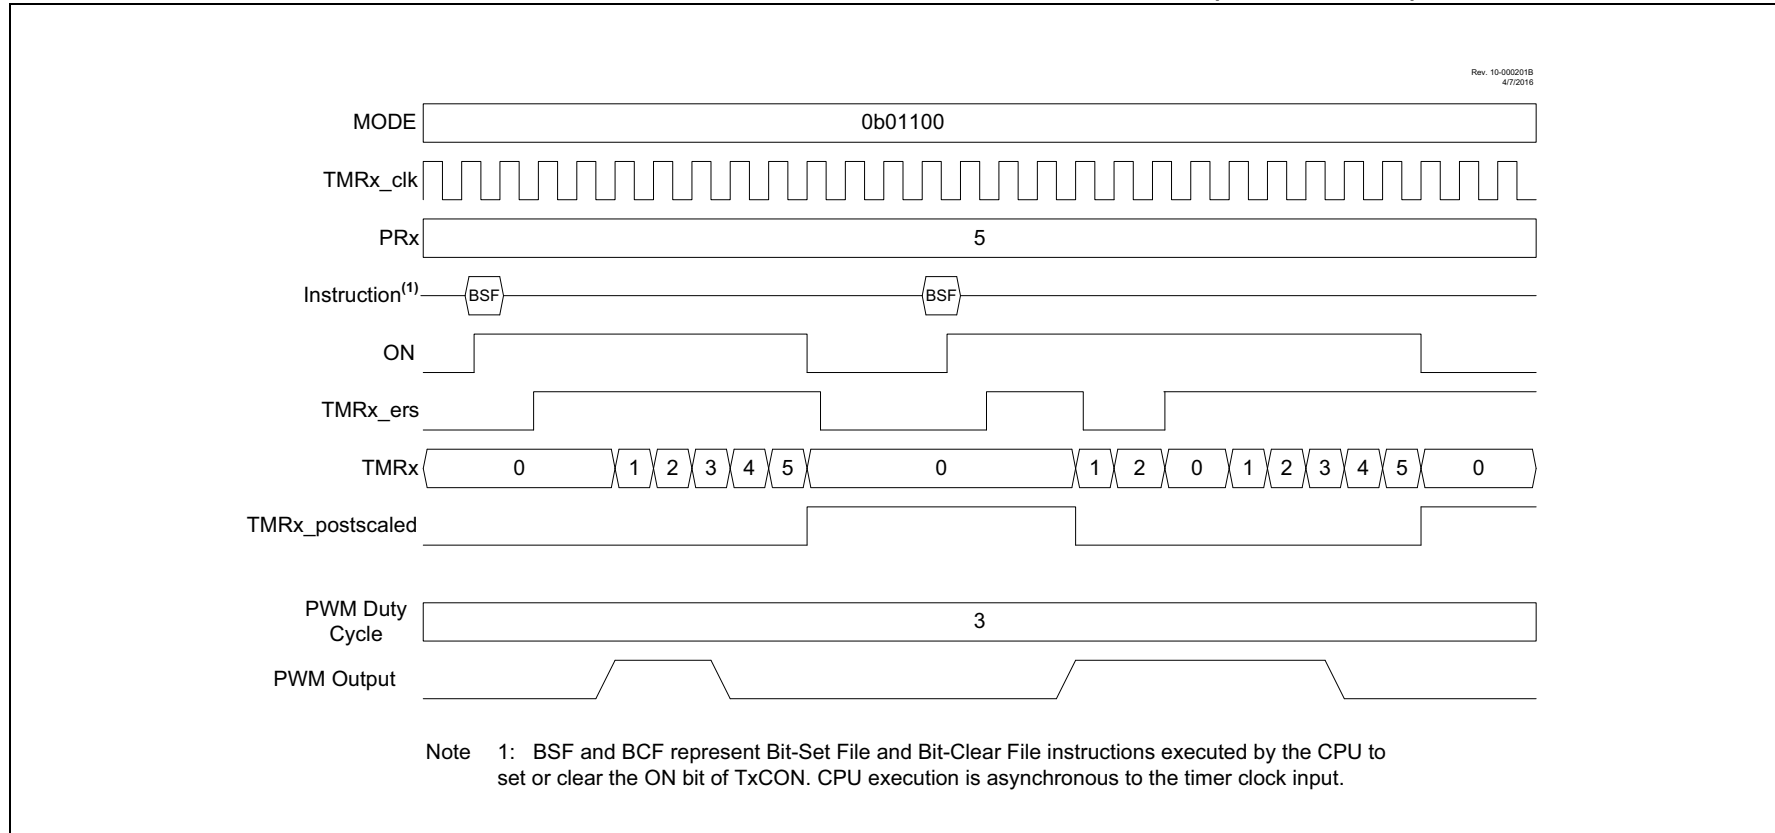 Rev. 10-000201B
4/7/2016
MODE 0b01100
TMRx_clk
PRx 5
Instruction(1) BSF BSF
ON
TMRx_ers
TMRx 0 1 2 3 4 5 0 1 2 0 1 2 3 4 5 0
TMRx_postscaled
PWM Duty
Cycle 3
PWM Output
Note 1: BSF and BCF represent Bit-Set File and Bit-Clear File instructions executed by the CPU to
set or clear the ON bit of TxCON. CPU execution is asynchronous to the timer clock input.